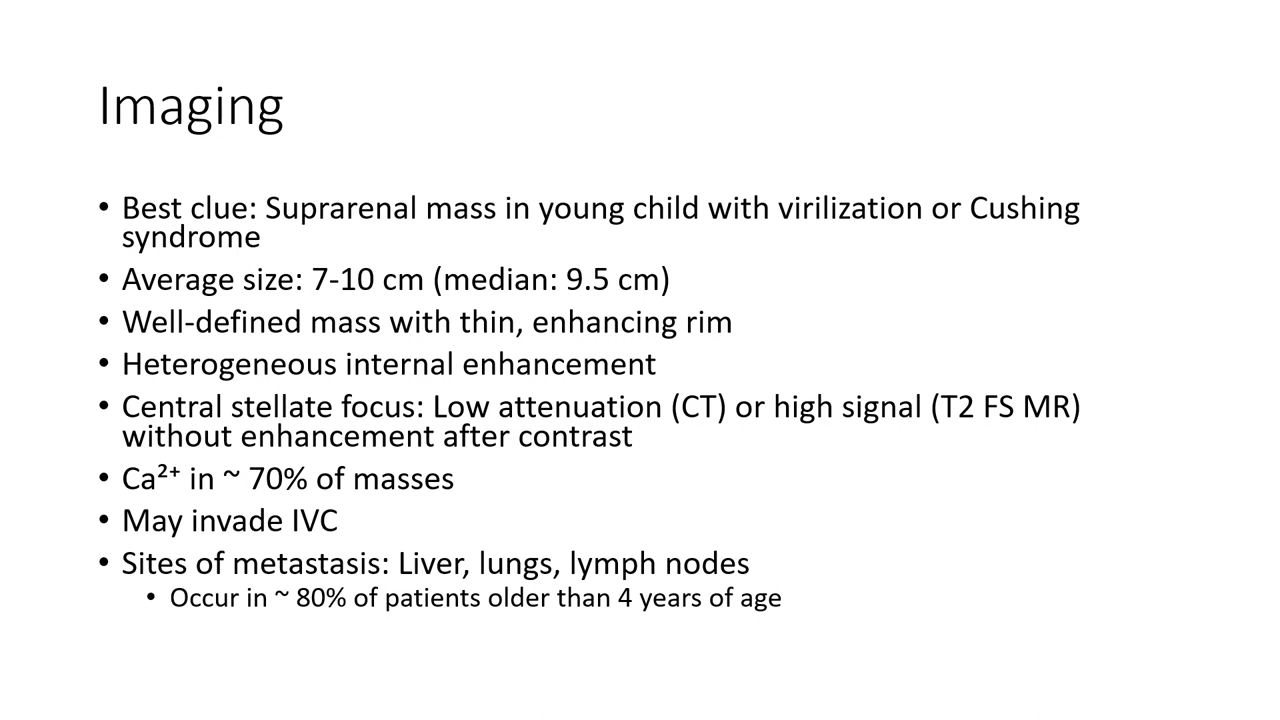 Imaging
• Best clue: Suprarenal mass in young child with virilization or Cushing
syndrome
• Average size: 7-10 cm (median: 9.5 cm)
• Well-defined mass with thin, enhancing rim
• Heterogeneous internal enhancement
• Central stellate focus: Low attenuation (CT) or high signal (T2 FS MR)
without enhancement after contrast
• Ca²⁺ in ~ 70% of masses
• May invade IVC
• Sites of metastasis: Liver, lungs, lymph nodes
• Occur in ~ 80% of patients older than 4 years of age